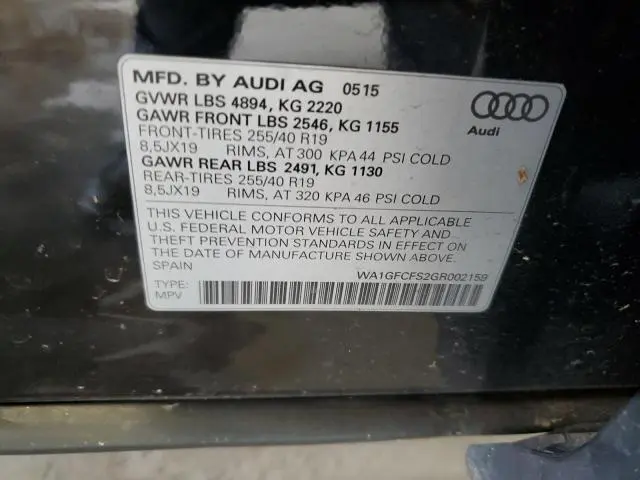 MFD. BY AUDI AG 0515
GVWR LBS 4894, KG 2220
GAWR FRONT LBS 2546, KG 1155
FRONT-TIRES 255/40 R19
8,5JX19 RIMS, AT 300 KPA 44 PSI COLD
GAWR REAR LBS 2491, KG 1130
REAR-TIRES 255/40 R19
8,5JX19 RIMS, AT 320 KPA 46 PSI COLD
Audi
THIS VEHICLE CONFORMS TO ALL APPLICABLE
U.S. FEDERAL MOTOR VEHICLE SAFETY AND
THEFT PREVENTION STANDARDS IN EFFECT ON
THE DATE OF MANUFACTURE SHOWN ABOVE.
SPAIN
WA1GFCFS2GR002159
TYPE:
MPV